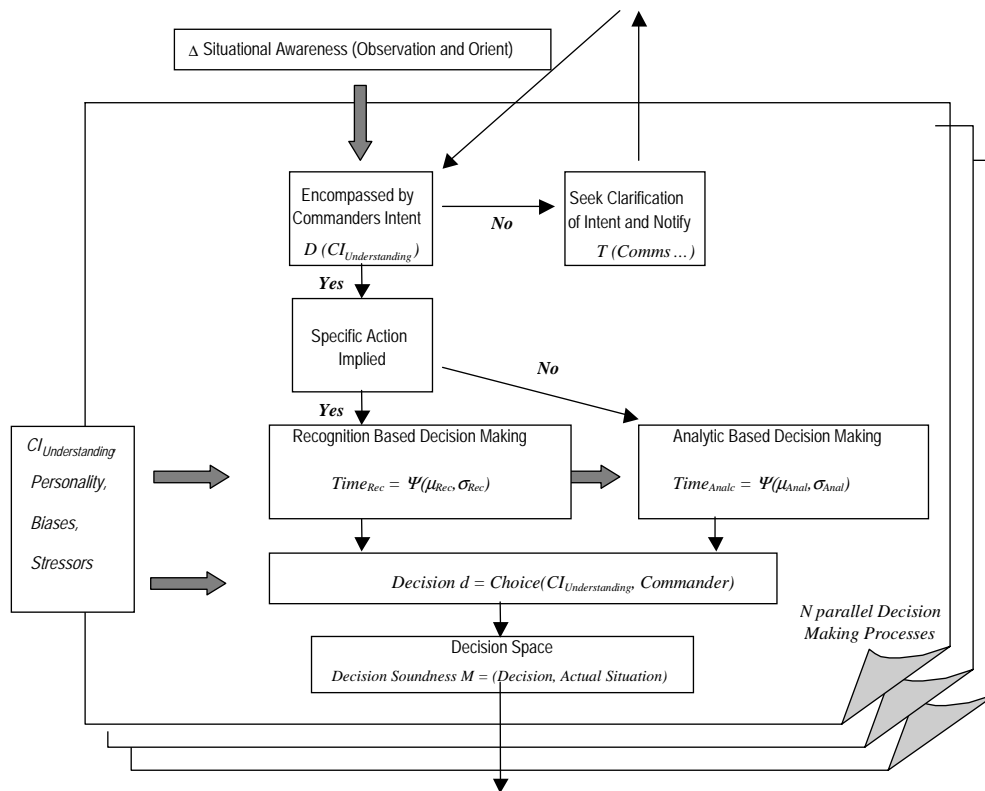 Δ Situational Awareness (Observation and Orient)
Encompassed by
Commanders Intent
D (CI_Understanding)
No
Seek Clarification
of Intent and Notify
T (Comms…)
Yes
Specific Action
Implied
No
Yes
CI_Understanding,
Personality,
Biases,
Stressors
Recognition Based Decision Making
Time_Rec = Ψ(μ_Rec,σ_Rec)
Analytic Based Decision Making
Time_Analc = Ψ(μ_Anal,σ_Anal)
Decision d = Choice(CI_Understanding, Commander)
N parallel Decision
Making Processes
Decision Space
Decision Soundness M = (Decision, Actual Situation)